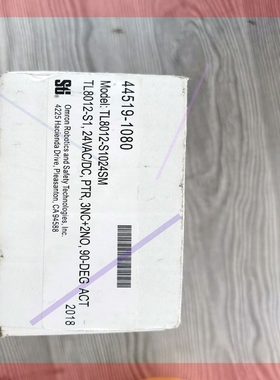 44519-1080
Model: TL8012-S1024SM
TL8012-S1, 24VAC/DC, PTR, 3NC+2NO, 90-DEG ACT
2018
Omron Robotics and Safety Technologies, Inc.
4225 Hacienda Drive, Pleasanton, CA 94588